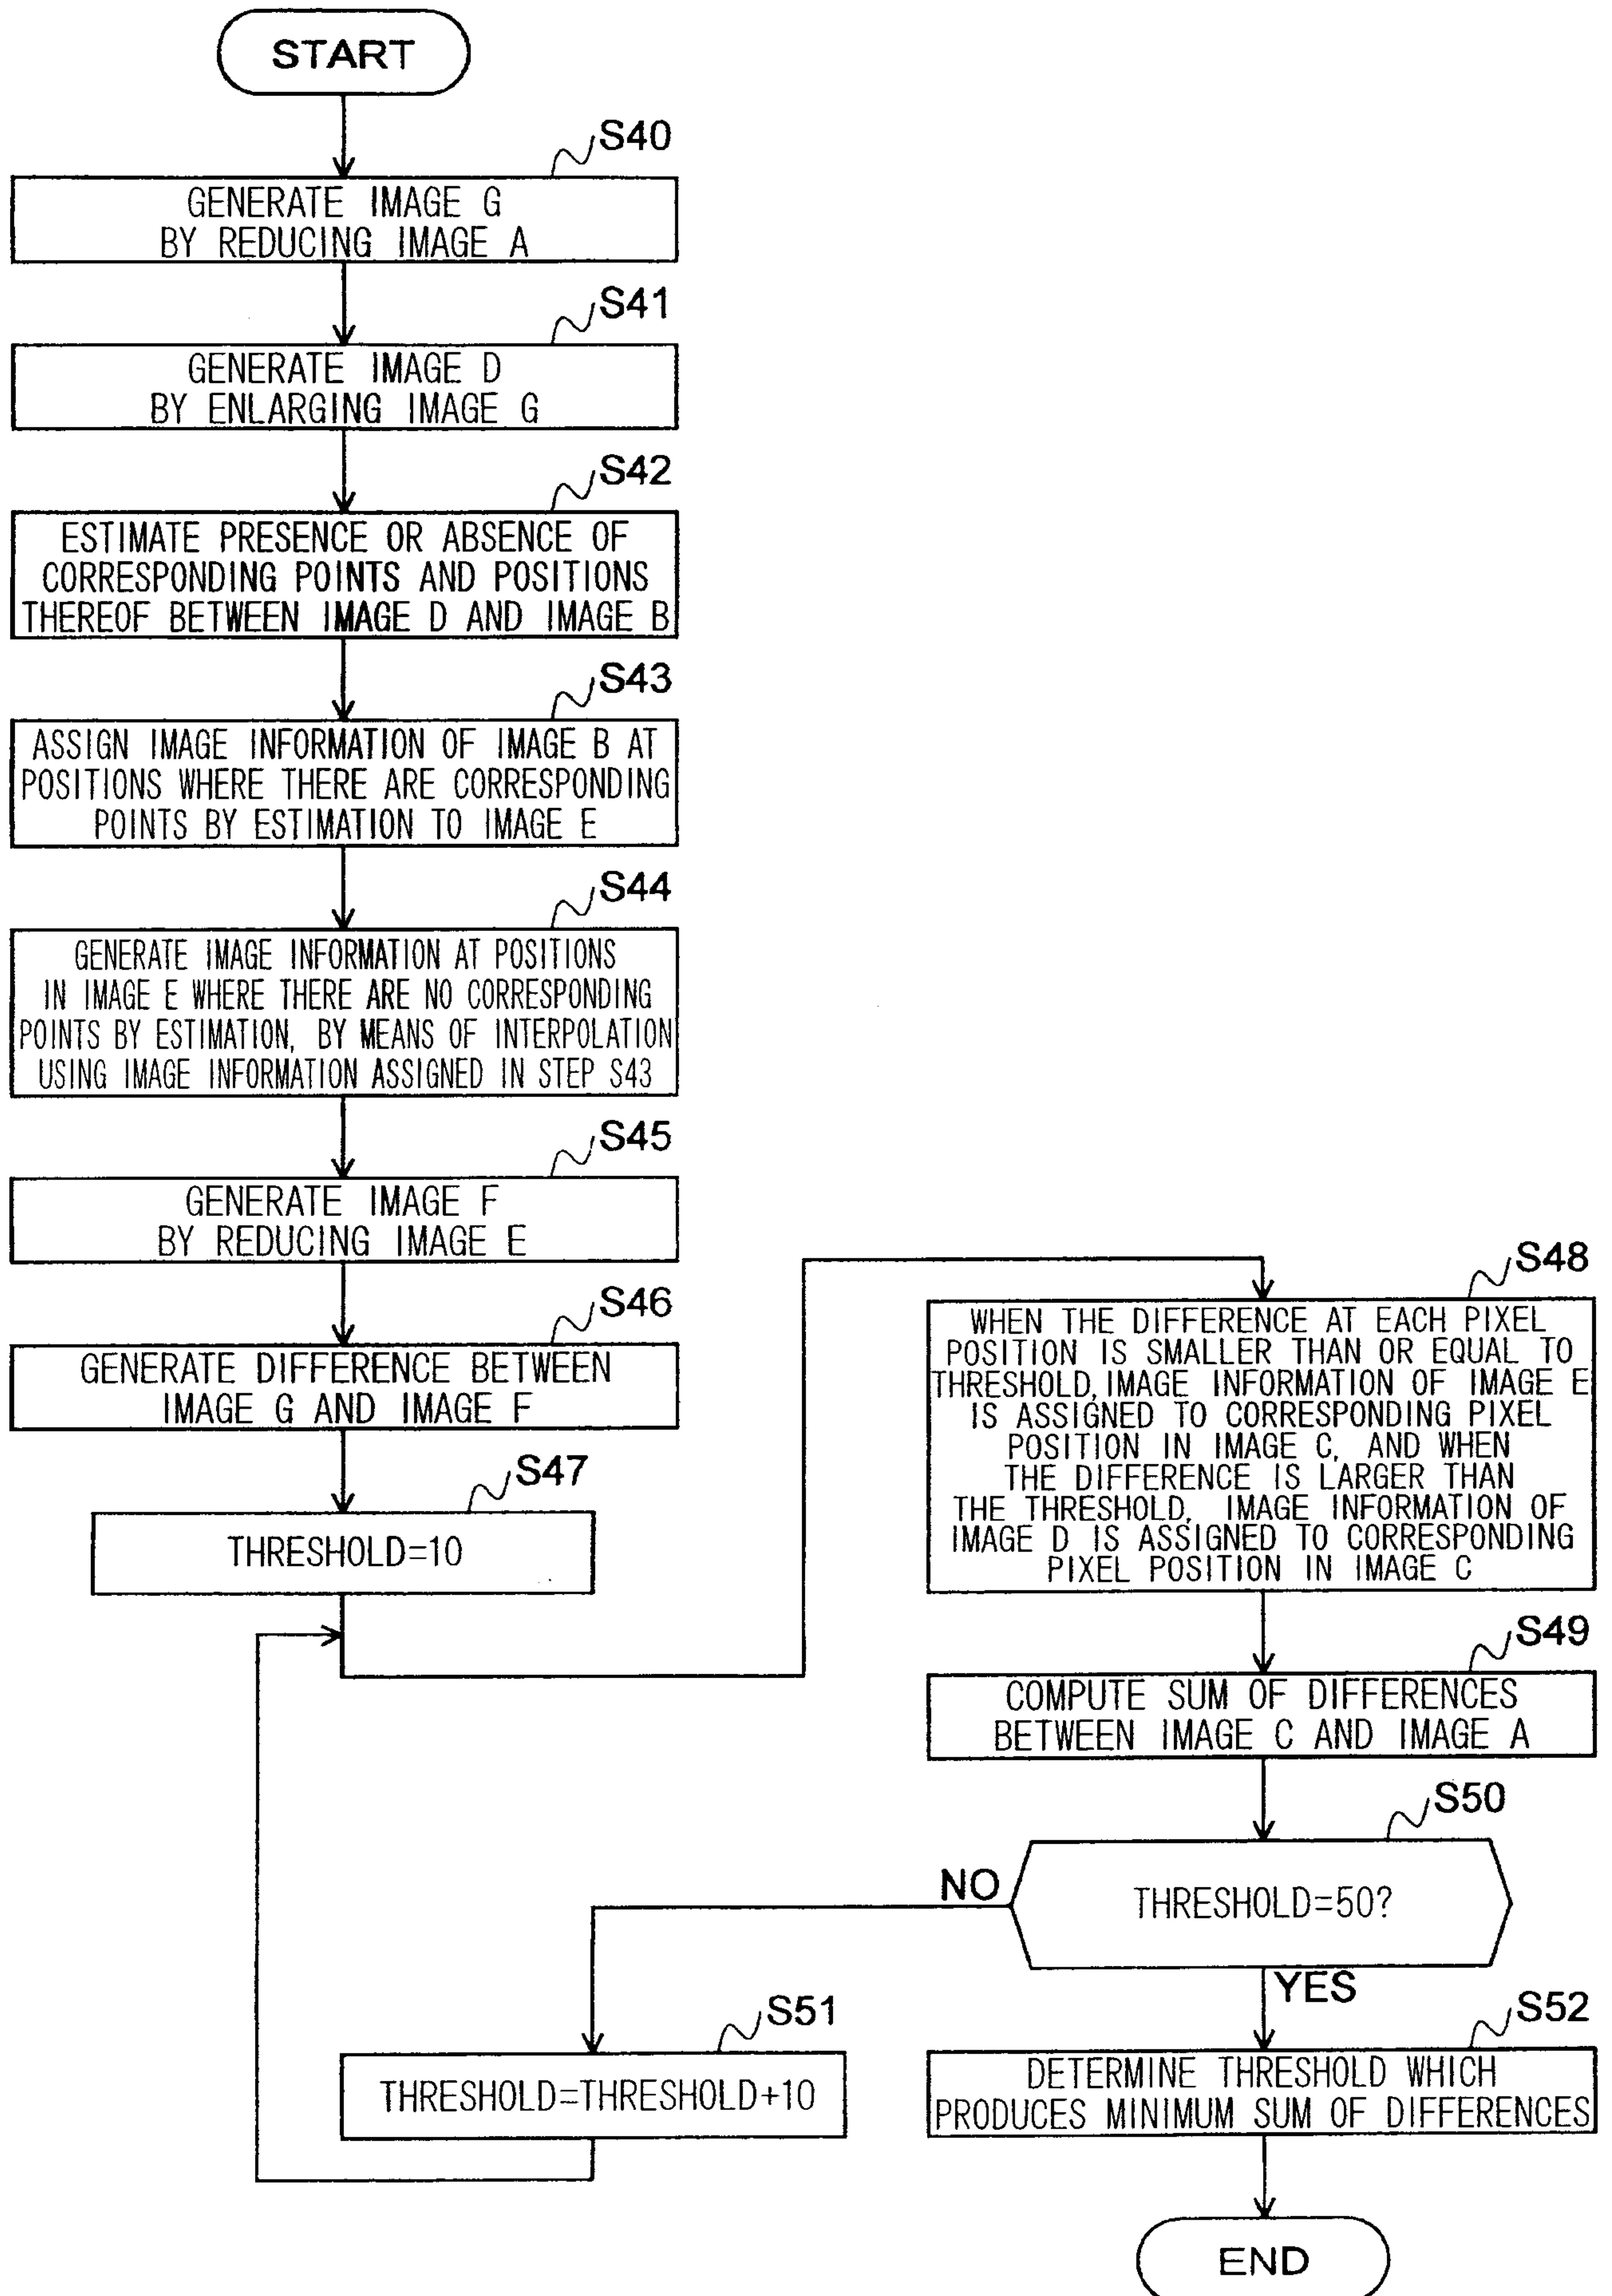 START
S40
GENERATE IMAGE G
BY REDUCING IMAGE A
S41
GENERATE IMAGE D
BY ENLARGING IMAGE G
S42
ESTIMATE PRESENCE OR ABSENCE OF
CORRESPONDING POINTS AND POSITIONS
THEREOF BETWEEN IMAGE D AND IMAGE B
S43
ASSIGN IMAGE INFORMATION OF IMAGE B AT
POSITIONS WHERE THERE ARE CORRESPONDING
POINTS BY ESTIMATION TO IMAGE E
S44
GENERATE IMAGE INFORMATION AT POSITIONS
IN IMAGE E WHERE THERE ARE NO CORRESPONDING
POINTS BY ESTIMATION, BY MEANS OF INTERPOLATION
USING IMAGE INFORMATION ASSIGNED IN STEP S43
S45
GENERATE IMAGE F
BY REDUCING IMAGE E
S46
GENERATE DIFFERENCE BETWEEN
IMAGE G AND IMAGE F
S47
THRESHOLD=10
S48
WHEN THE DIFFERENCE AT EACH PIXEL
POSITION IS SMALLER THAN OR EQUAL TO
THRESHOLD, IMAGE INFORMATION OF IMAGE E
IS ASSIGNED TO CORRESPONDING PIXEL
POSITION IN IMAGE C, AND WHEN
THE DIFFERENCE IS LARGER THAN
THE THRESHOLD, IMAGE INFORMATION OF
IMAGE D IS ASSIGNED TO CORRESPONDING
PIXEL POSITION IN IMAGE C
S49
COMPUTE SUM OF DIFFERENCES
BETWEEN IMAGE C AND IMAGE A
S50
THRESHOLD=50?
NO
YES
S51
THRESHOLD=THRESHOLD+10
S52
DETERMINE THRESHOLD WHICH
PRODUCES MINIMUM SUM OF DIFFERENCES
END